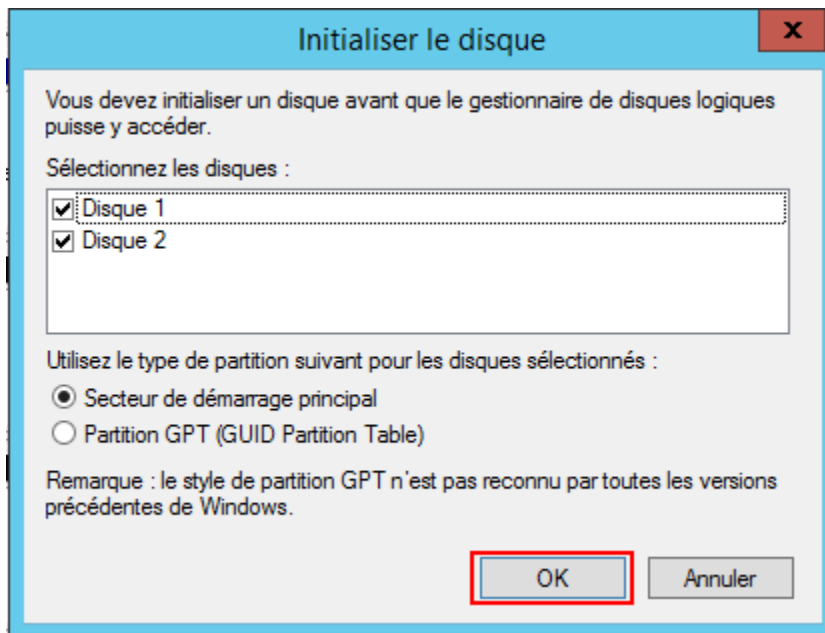 Initialiser le disque
x
Vous devez initialiser un disque avant que le gestionnaire de disques logiques
puisse y accéder.
Sélectionnez les disques :
Disque 1
Disque 2
Utilisez le type de partition suivant pour les disques sélectionnés :
Secteur de démarrage principal
Partition GPT (GUID Partition Table)
Remarque : le style de partition GPT n'est pas reconnu par toutes les versions
précédentes de Windows.
OK
Annuler